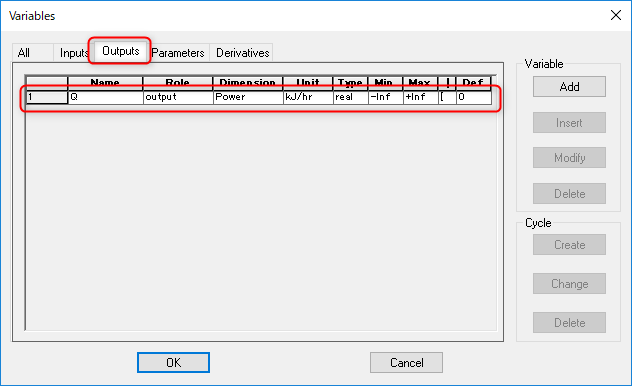 Variables
All Inputs Outputs Parameters Derivatives
Name Role Dimension Unit Type Min Max [ ] Def
1 Q output Power kJ/hr real -Inf +Inf [ 0
Variable
Add
Insert
Modify
Delete
Cycle
Create
Change
Delete
OK Cancel